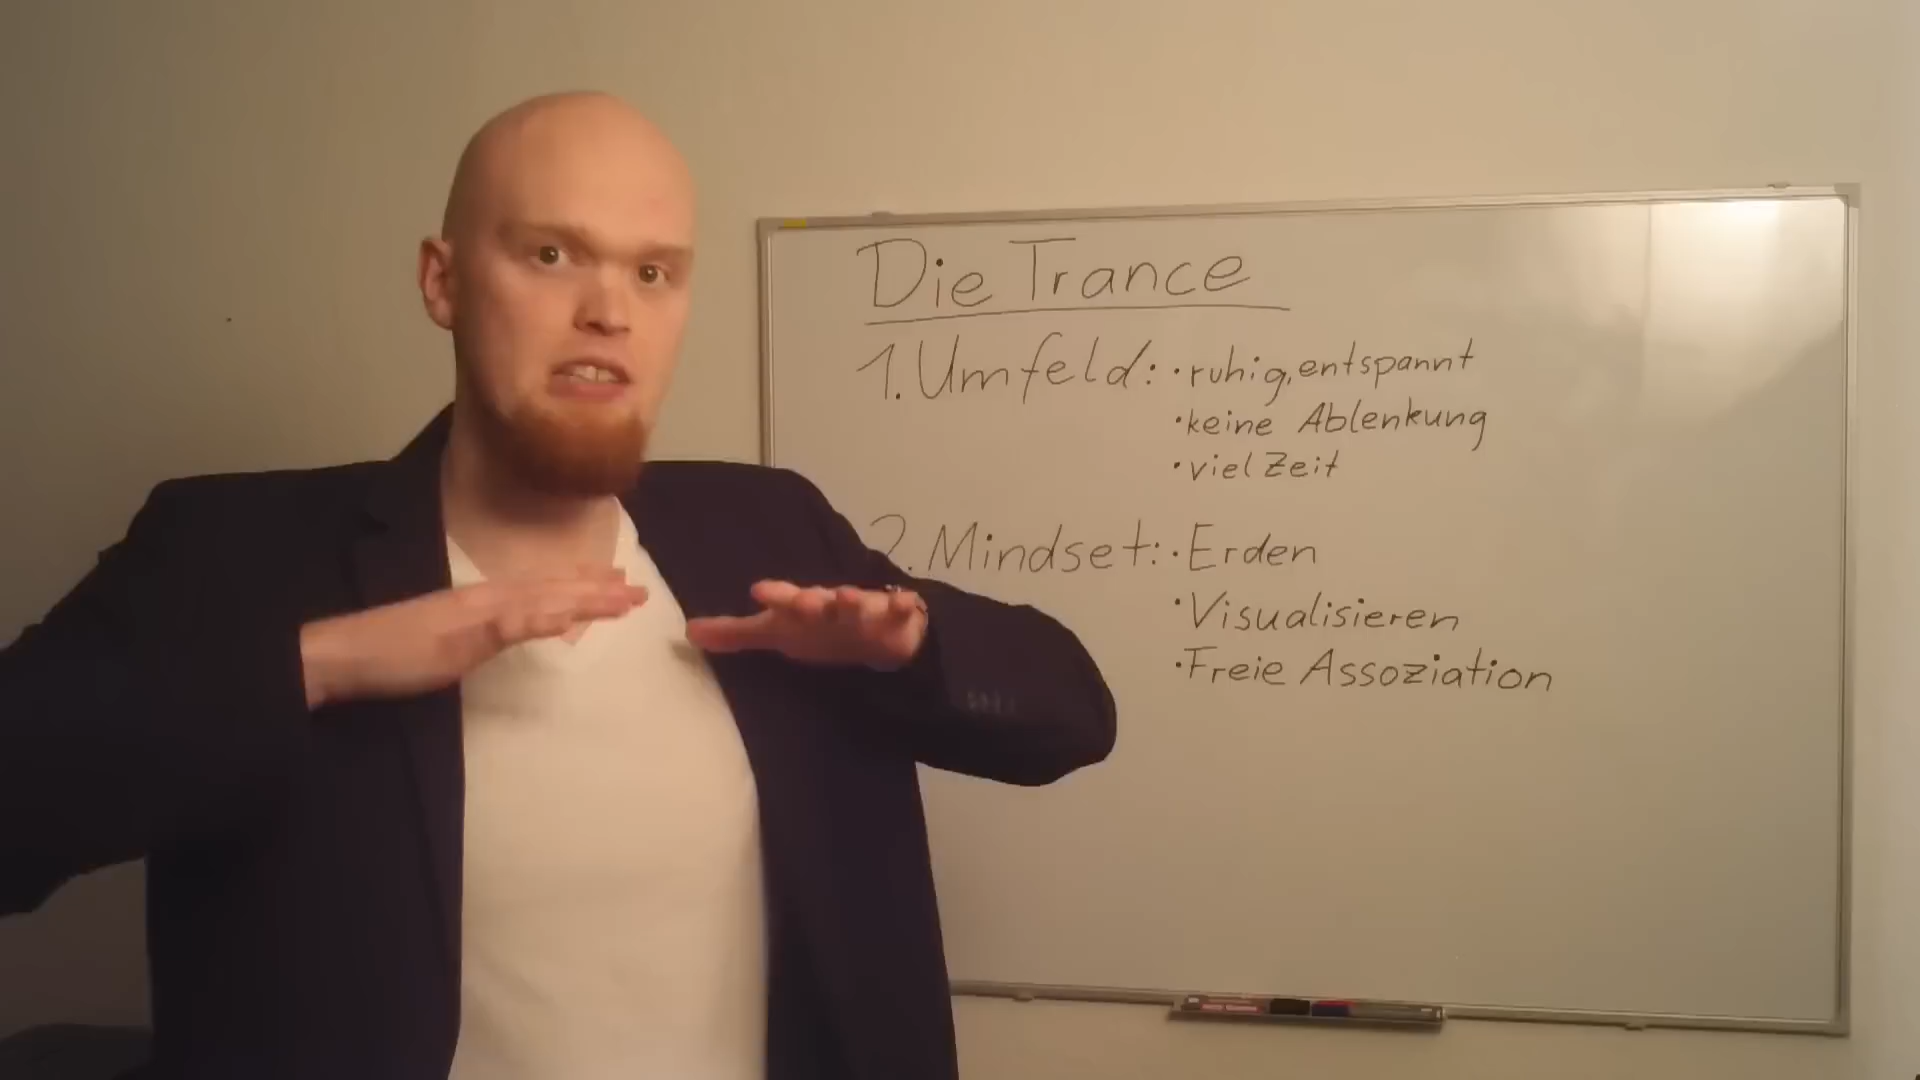 Die Trance
1. Umfeld: • ruhig, entspannt
• keine Ablenkung
• viel Zeit
2. Mindset: • Erden
• Visualisieren
• Freie Assoziation